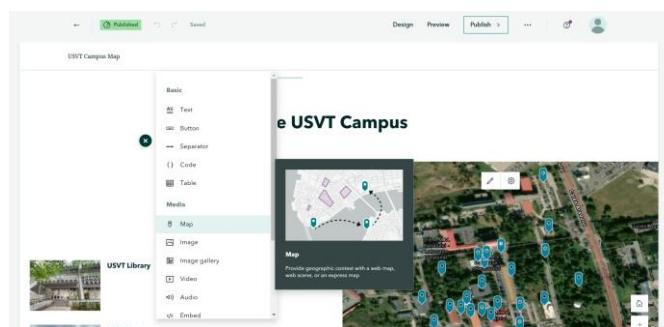 Published
Saved
Design
Preview
Publish
USVT Campus Map
Basic
Text
Button
Separator
Code
Table
Media
Map
Image
Image gallery
Video
Audio
Embed
e USVT Campus
Map
Provide geographic context with a web map,
web scene, or an express map
USVT Library